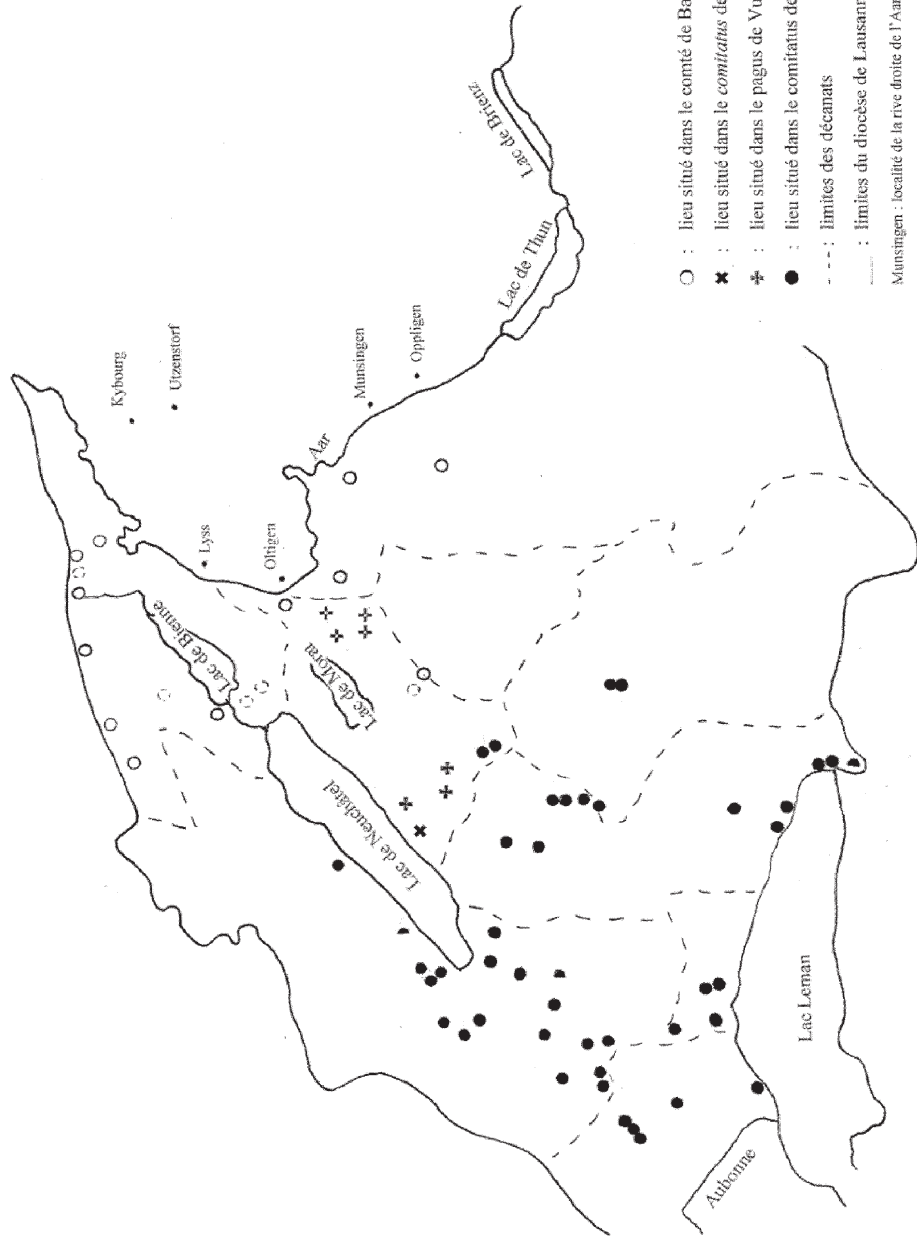 Kybourg
Utzenstorf
Lyss
Oltigen
Aar
Munsingen
Oppligen
Lac de Bienne
Lac de Morat
Lac de Neuchâtel
Lac de Thun
Lac de Brienz
Lac Leman
Aubonne
: lieu situé dans le comté de Ba
: lieu situé dans le comitatus de
: lieu situé dans le pagus de Vu
: lieu situé dans le comitatus de
: limites des décanats
: limites du diocèse de Lausann
Munsingen : localité de la rive droite de l'Aar